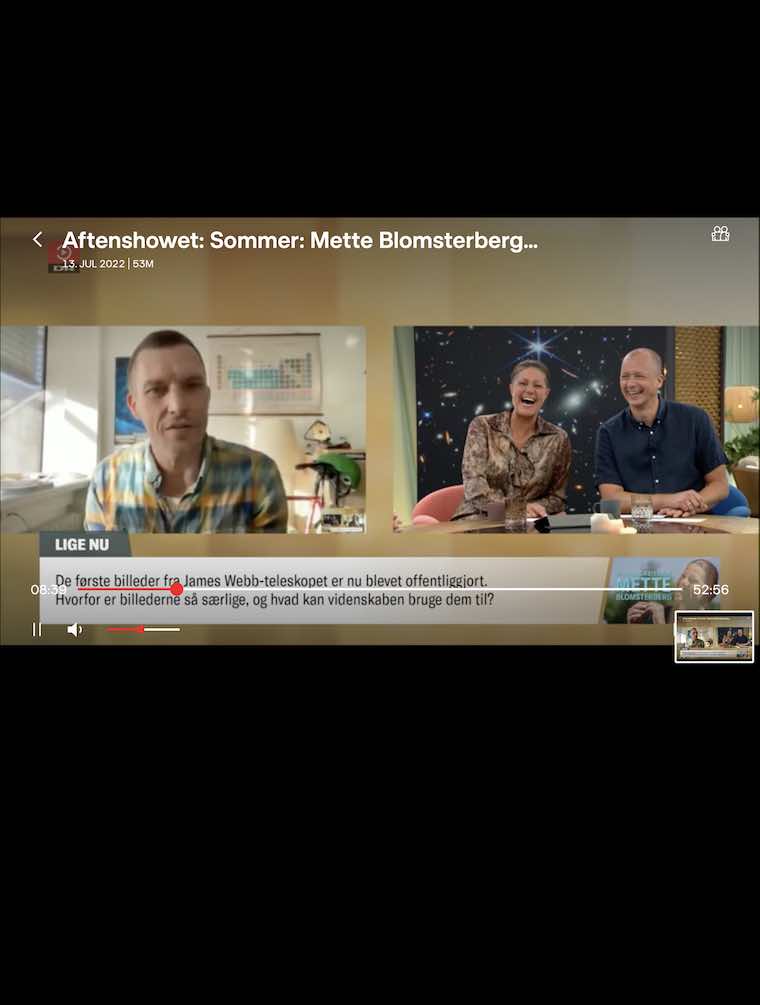 Aftenshowet: Sommer: Mette Blomsterberg...
13. JUL 2022 | 53M
LIGE NU
De første billeder fra James Webb-teleskopet er nu blevet offentliggjort.
Hvorfor er billederne så særlige, og hvad kan videnskaben bruge dem til?
METTE
BLOMSTERBERG
08:39
52:56